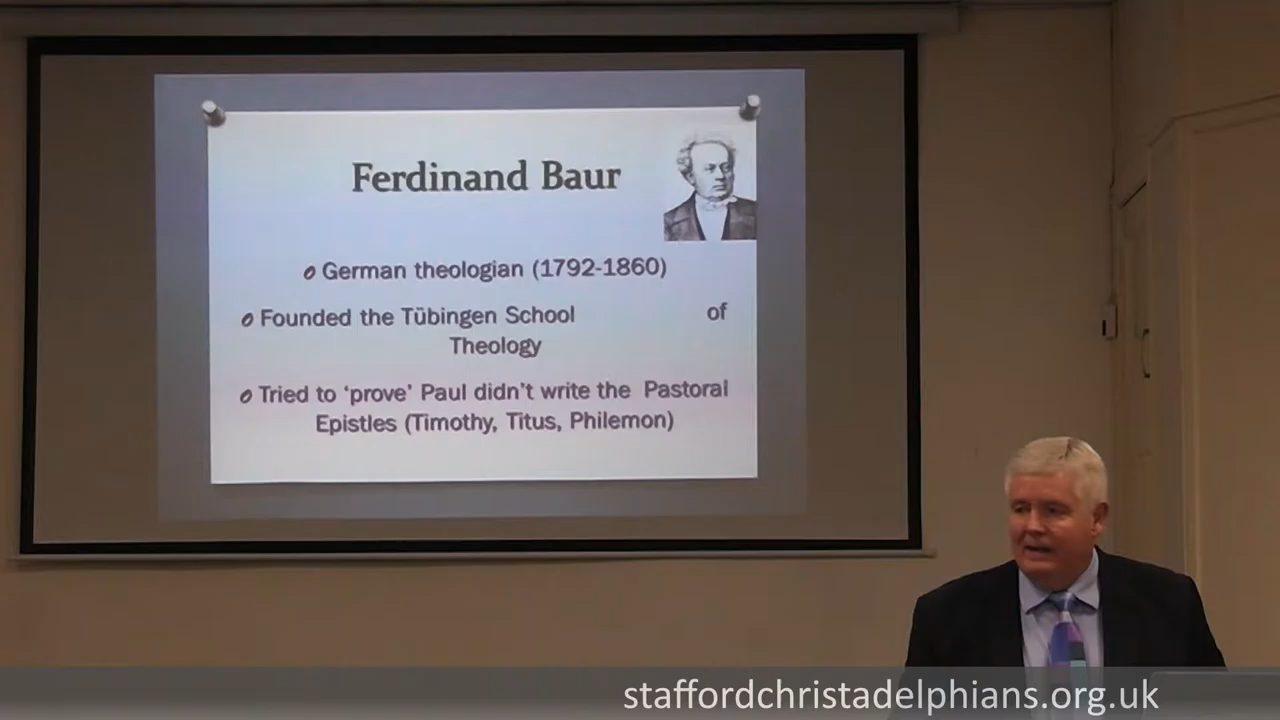 Ferdinand Baur
German theologian (1792-1860)
Founded the Tübingen School of
Theology
Tried to ‘prove’ Paul didn’t write the Pastoral
Epistles (Timothy, Titus, Philemon)
staffordchristadelphians.org.uk